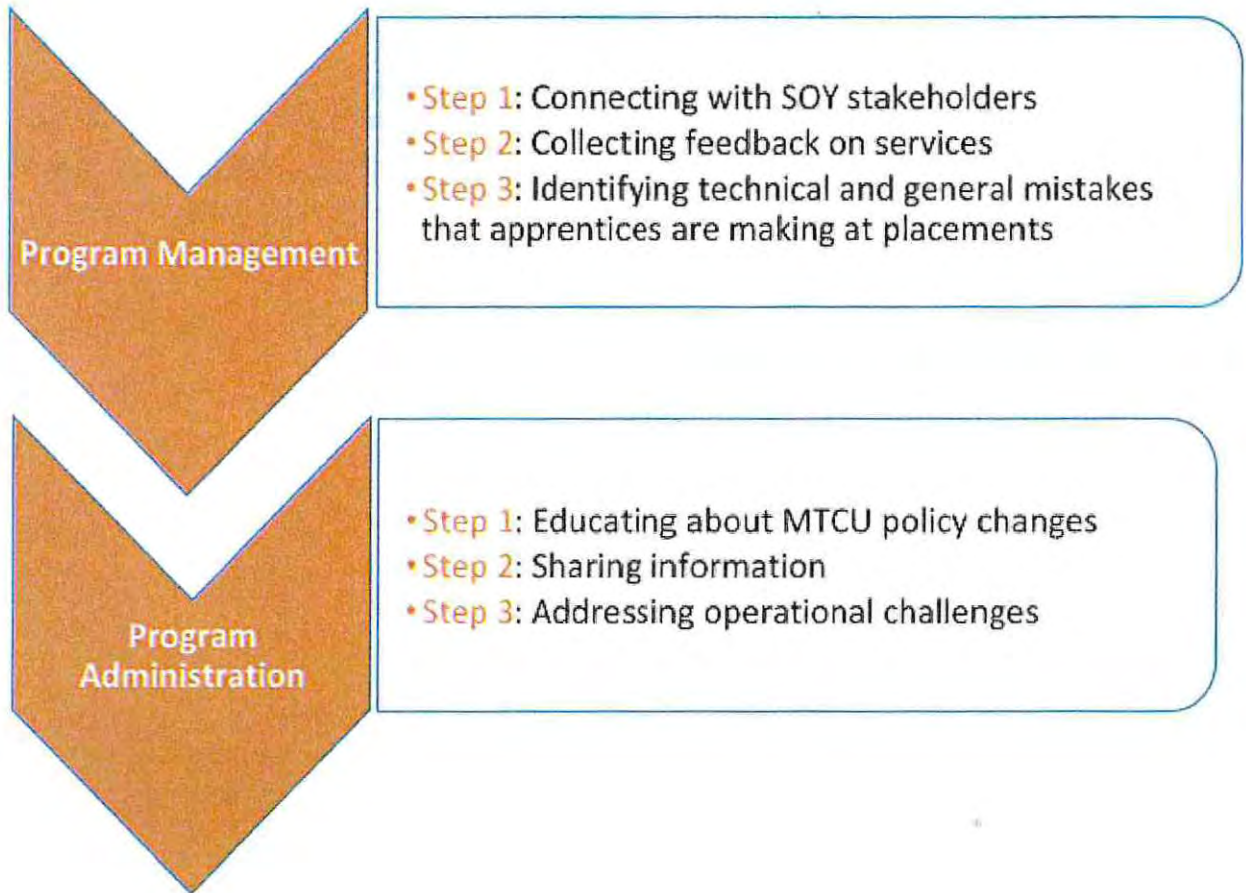 Program Management
• Step 1: Connecting with SOY stakeholders
• Step 2: Collecting feedback on services
• Step 3: Identifying technical and general mistakes
that apprentices are making at placements
Program
Administration
• Step 1: Educating about MTCU policy changes
• Step 2: Sharing information
• Step 3: Addressing operational challenges